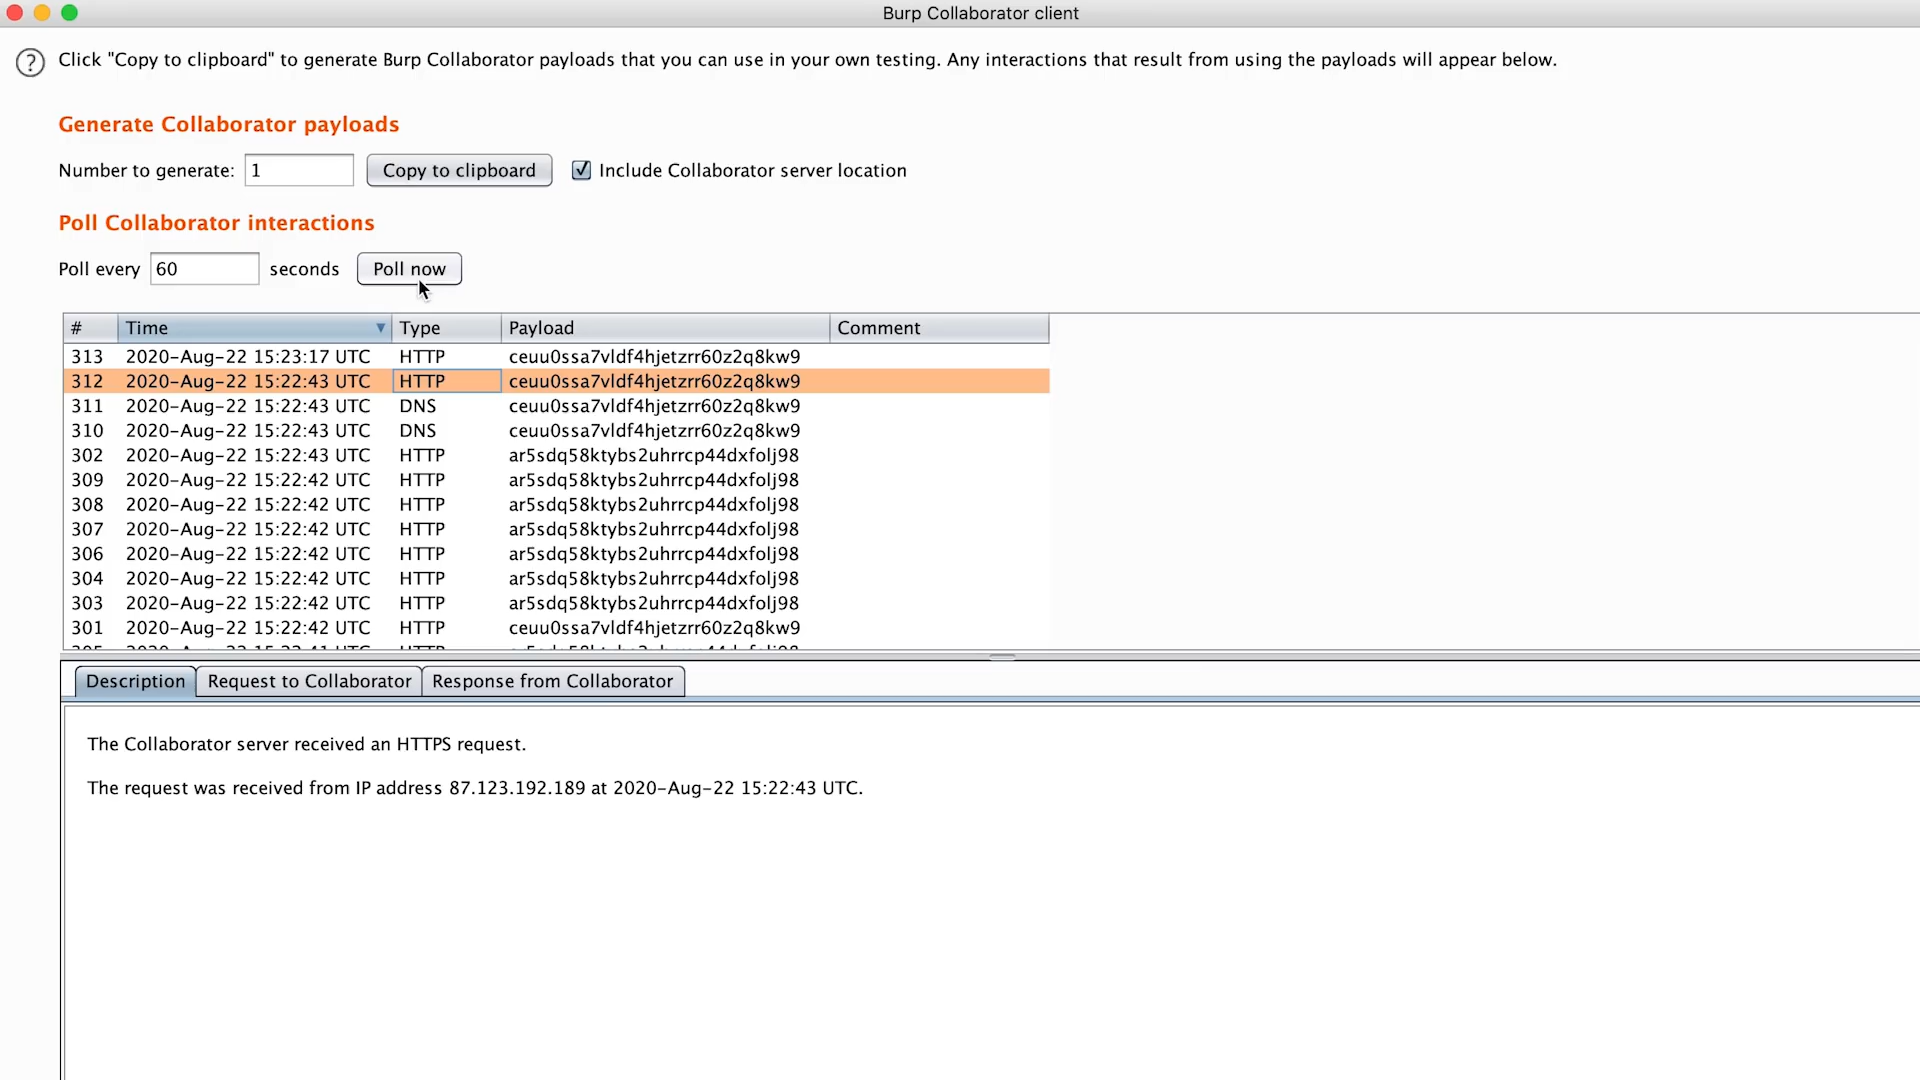 Burp Collaborator client
? Click "Copy to clipboard" to generate Burp Collaborator payloads that you can use in your own testing. Any interactions that result from using the payloads will appear below.
Generate Collaborator payloads
Number to generate: 1 Copy to clipboard Include Collaborator server location
Poll Collaborator interactions
Poll every 60 seconds Poll now
# Time Type Payload Comment
313 2020-Aug-22 15:23:17 UTC HTTP ceuu0ssa7vldf4hjetzrr60z2q8kw9
312 2020-Aug-22 15:22:43 UTC HTTP ceuu0ssa7vldf4hjetzrr60z2q8kw9
311 2020-Aug-22 15:22:43 UTC DNS ceuu0ssa7vldf4hjetzrr60z2q8kw9
310 2020-Aug-22 15:22:43 UTC DNS ceuu0ssa7vldf4hjetzrr60z2q8kw9
302 2020-Aug-22 15:22:43 UTC HTTP ar5sdq58ktybs2uhrrcp44dxfolj98
309 2020-Aug-22 15:22:42 UTC HTTP ar5sdq58ktybs2uhrrcp44dxfolj98
308 2020-Aug-22 15:22:42 UTC HTTP ar5sdq58ktybs2uhrrcp44dxfolj98
307 2020-Aug-22 15:22:42 UTC HTTP ar5sdq58ktybs2uhrrcp44dxfolj98
306 2020-Aug-22 15:22:42 UTC HTTP ar5sdq58ktybs2uhrrcp44dxfolj98
304 2020-Aug-22 15:22:42 UTC HTTP ar5sdq58ktybs2uhrrcp44dxfolj98
303 2020-Aug-22 15:22:42 UTC HTTP ar5sdq58ktybs2uhrrcp44dxfolj98
301 2020-Aug-22 15:22:42 UTC HTTP ceuu0ssa7vldf4hjetzrr60z2q8kw9
Description Request to Collaborator Response from Collaborator
The Collaborator server received an HTTPS request.
The request was received from IP address 87.123.192.189 at 2020-Aug-22 15:22:43 UTC.